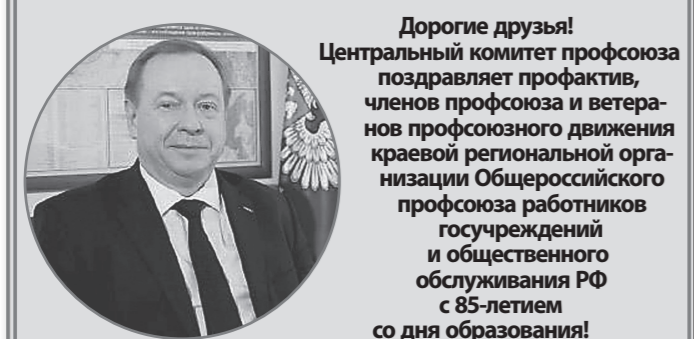 Дорогие друзья!
Центральный комитет профсоюза
поздравляет профактив,
членов профсоюза и ветера-
нов профсоюзного движения
краевой региональной орга-
низации Общероссийского
профсоюза работников
госучреждений
и общественного
обслуживания РФ
с 85-летием
со дня образования!